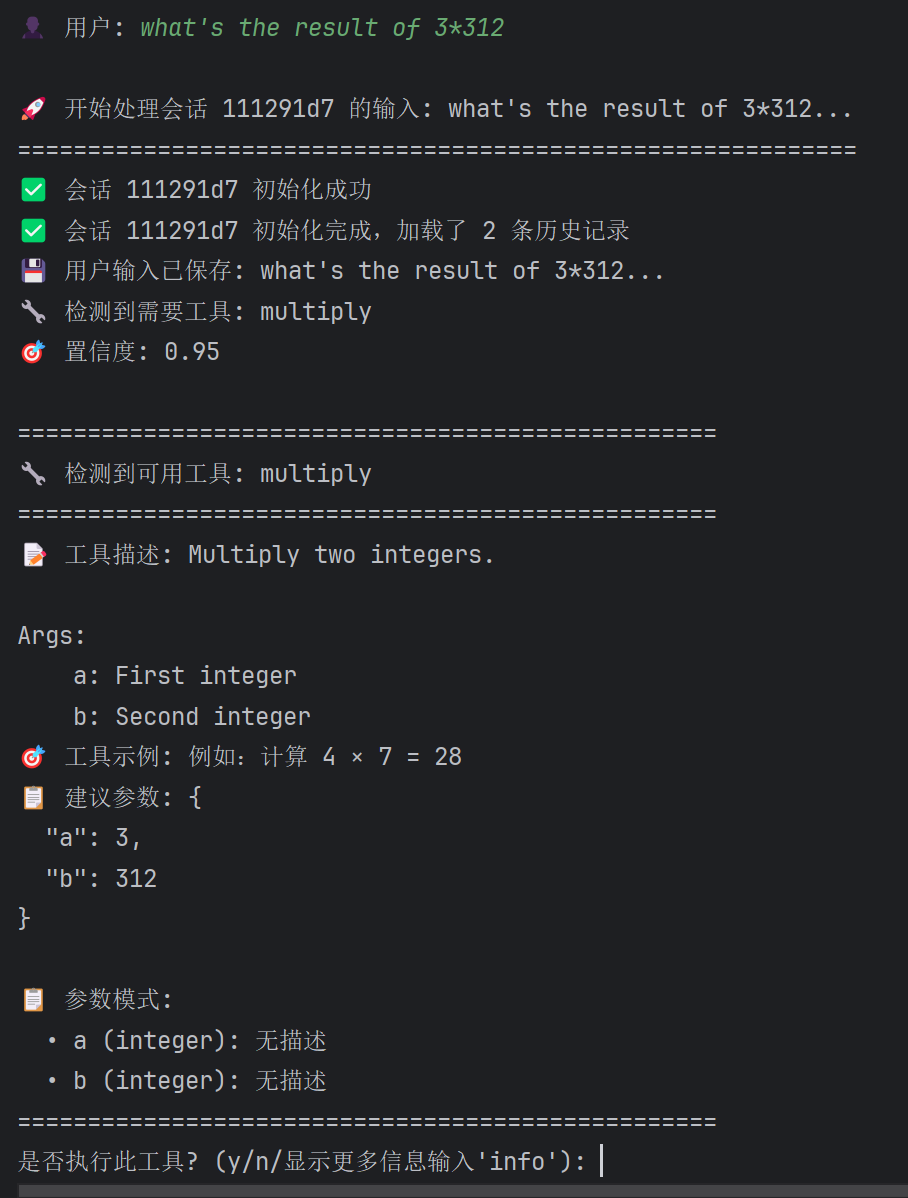 👤 用户: what's the result of 3*312
🚀 开始处理会话 111291d7 的输入: what's the result of 3*312...
============================================================
✅ 会话 111291d7 初始化成功
✅ 会话 111291d7 初始化完成，加载了 2 条历史记录
💾 用户输入已保存: what's the result of 3*312...
🔧 检测到需要工具: multiply
🎯 置信度: 0.95
==================================================
🔧 检测到可用工具: multiply
==================================================
📝 工具描述: Multiply two integers.
Args:
a: First integer
b: Second integer
🎯 工具示例: 例如：计算 4 × 7 = 28
📋 建议参数: {
"a": 3,
"b": 312
}
📋 参数模式:
• a (integer): 无描述
• b (integer): 无描述
==================================================
是否执行此工具? (y/n/显示更多信息输入'info'):